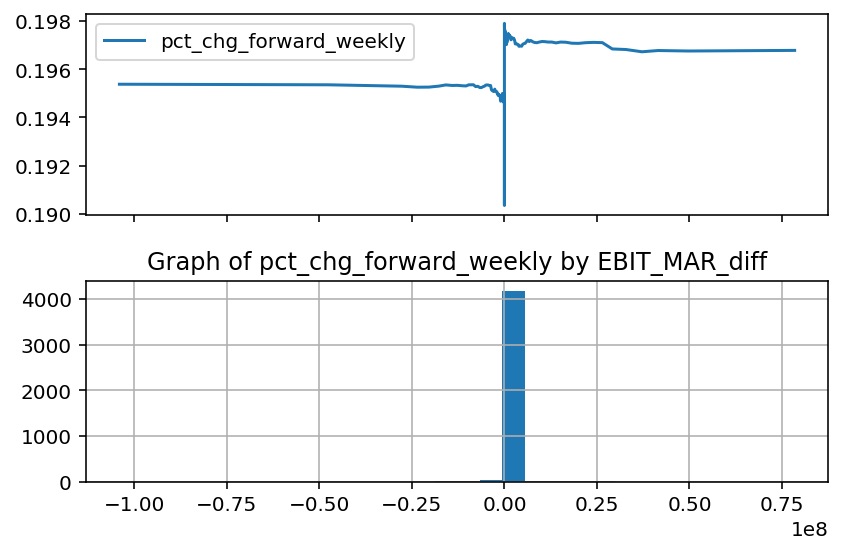 0.198
pct_chg_forward_weekly
0.196
0.194
0.192
0.190
Graph of pct_chg_forward_weekly by EBIT_MAR_diff
4000
3000
2000
1000
0
−1.00 −0.75 −0.50 −0.25 0.00 0.25 0.50 0.75
1e8